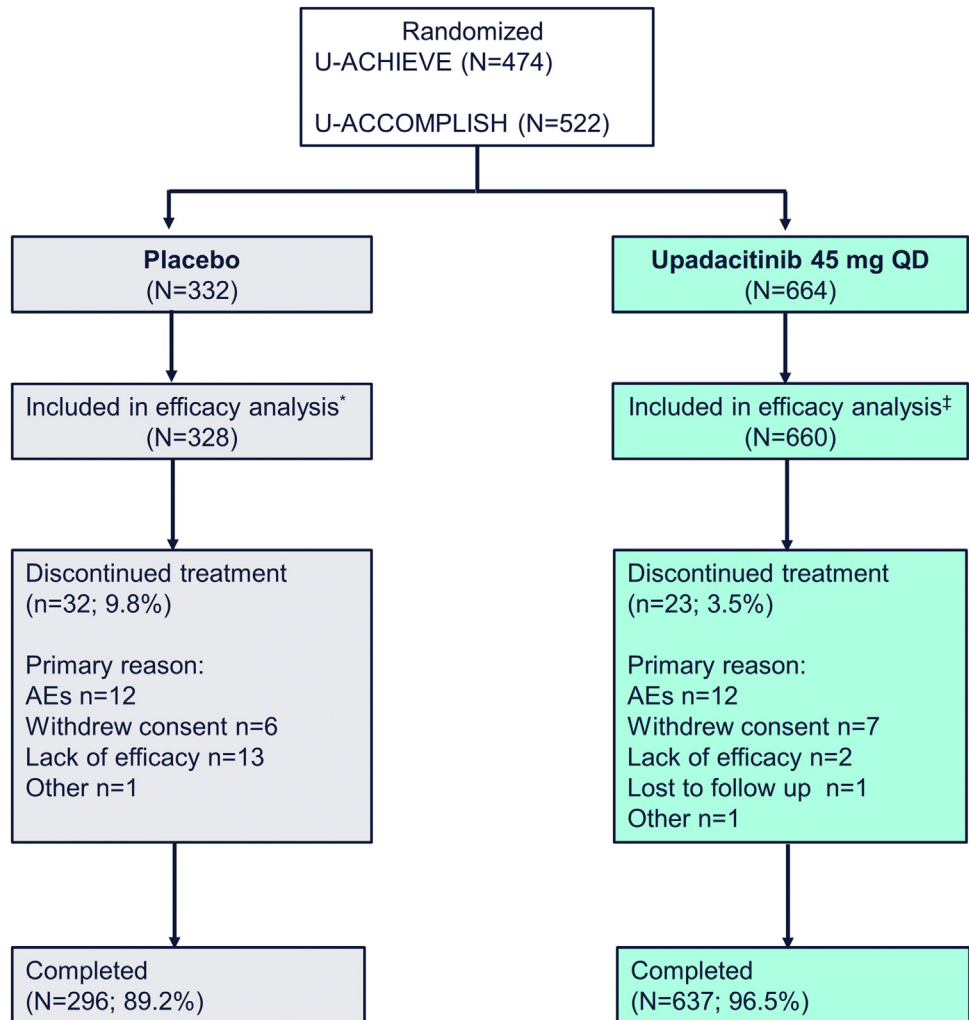 Randomized
U-ACHIEVE (N=474)
U-ACCOMPLISH (N=522)
Placebo
(N=332)
Upadacitinib 45 mg QD
(N=664)
Included in efficacy analysis*
(N=328)
Included in efficacy analysis‡
(N=660)
Discontinued treatment
(n=32; 9.8%)
Primary reason:
AEs n=12
Withdrew consent n=6
Lack of efficacy n=13
Other n=1
Discontinued treatment
(n=23; 3.5%)
Primary reason:
AEs n=12
Withdrew consent n=7
Lack of efficacy n=2
Lost to follow up  n=1
Other n=1
Completed
(N=296; 89.2%)
Completed
(N=637; 96.5%)